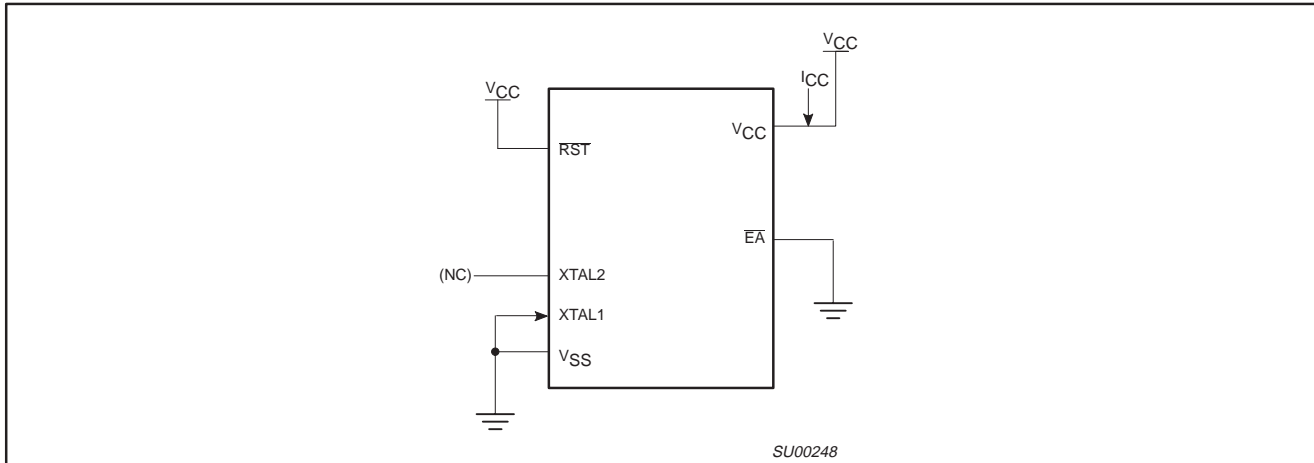 VCC
ICC
VCC
VCC
RST
EA
(NC)
XTAL2
XTAL1
VSS
SU00248